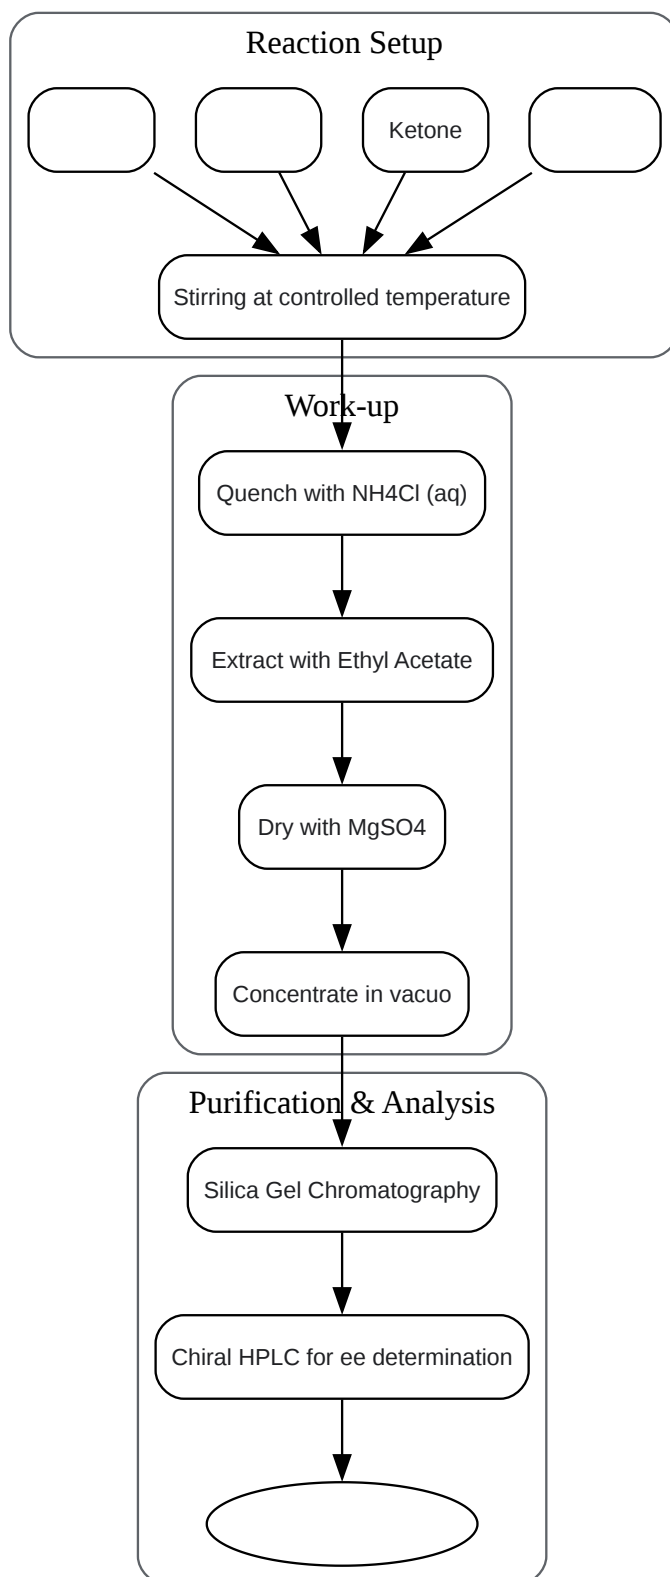 Reaction Setup
Ketone
Stirring at controlled temperature
Work-up
Quench with NH4Cl (aq)
Extract with Ethyl Acetate
Dry with MgSO4
Concentrate in vacuo
Purification & Analysis
Silica Gel Chromatography
Chiral HPLC for ee determination